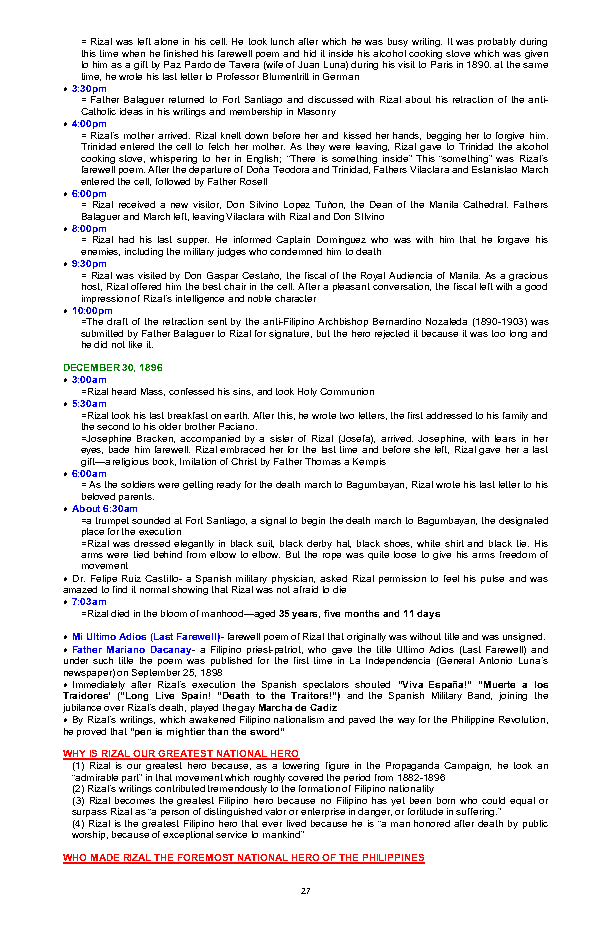 = Rizal was left alone in his cell. He took lunch after which he was busy writing. It was probably during
this time when he finished his farewell poem and hid it inside his alcohol cooking stove which was given
to him as a gift by Paz Pardo de Tavera (wife of Juan Luna) during his visit to Paris in 1890. at the same
time, he wrote his last letter to Professor Blumentritt in German
• 3:30pm
= Father Balaguer returned to Fort Santiago and discussed with Rizal about his retraction of the anti-
Catholic ideas in his writings and membership in Masonry
• 4:00pm
= Rizal's mother arrived. Rizal knelt down before her and kissed her hands, begging her to forgive him.
Trinidad entered the cell to fetch her mother. As they were leaving, Rizal gave to Trinidad the alcohol
cooking stove, whispering to her in English; “There is something inside” This “something” was Rizal's
farewell poem. After the departure of Doña Teodora and Trinidad, Fathers Vilaclara and Estanislao March
entered the cell, followed by Father Rosell
• 6:00pm
= Rizal received a new visitor, Don Silvino Lopez Tuñon, the Dean of the Manila Cathedral. Fathers
Balaguer and March left, leaving Vilaclara with Rizal and Don SIlvino
• 8:00pm
= Rizal had his last supper. He informed Captain Dominguez who was with him that he forgave his
enemies, including the military judges who condemned him to death
• 9:30pm
= Rizal was visited by Don Gaspar Cestaño, the fiscal of the Royal Audiencia of Manila. As a gracious
host, Rizal offered him the best chair in the cell. After a pleasant conversation, the fiscal left with a good
impression of Rizal's intelligence and noble character
• 10:00pm
=The draft of the retraction sent by the anti-Filipino Archbishop Bernardino Nozaleda (1890-1903) was
submitted by Father Balaguer to Rizal for signature, but the hero rejected it because it was too long and
he did not like it.
DECEMBER 30, 1896
• 3:00am
=Rizal heard Mass, confessed his sins, and took Holy Communion
• 5:30am
=Rizal took his last breakfast on earth. After this, he wrote two letters, the first addressed to his family and
the second to his older brother Paciano.
=Josephine Bracken, accompanied by a sister of Rizal (Josefa), arrived. Josephine, with tears in her
eyes, bade him farewell. Rizal embraced her for the last time and before she left, Rizal gave her a last
gift—a religious book, Imitation of Christ by Father Thomas a Kempis
• 6:00am
= As the soldiers were getting ready for the death march to Bagumbayan, Rizal wrote his last letter to his
beloved parents.
• About 6:30am
=a trumpet sounded at Fort Santiago, a signal to begin the death march to Bagumbayan, the designated
place for the execution
=Rizal was dressed elegantly in black suit, black derby hat, black shoes, white shirt and black tie. His
arms were tied behind from elbow to elbow. But the rope was quite loose to give his arms freedom of
movement
• Dr. Felipe Ruiz Castillo- a Spanish military physician, asked Rizal permission to feel his pulse and was
amazed to find it normal showing that Rizal was not afraid to die
• 7:03am
=Rizal died in the bloom of manhood—aged 35 years, five months and 11 days
• Mi Ultimo Adios (Last Farewell)- farewell poem of Rizal that originally was without title and was unsigned.
• Father Mariano Dacanay- a Filipino priest-patriot, who gave the title Ultimo Adios (Last Farewell) and
under such title the poem was published for the first time in La Independencia (General Antonio Luna's
newspaper) on September 25, 1898
• Immediately after Rizal's execution the Spanish spectators shouted "Viva España!" "Muerte a los
Traidores' ("Long Live Spain! "Death to the Traitors!") and the Spanish Military Band, joining the
jubilance over Rizal's death, played the gay Marcha de Cadiz
• By Rizal's writings, which awakened Filipino nationalism and paved the way for the Philippine Revolution,
he proved that "pen is mightier than the sword"
WHY IS RIZAL OUR GREATEST NATIONAL HERO
(1) Rizal is our greatest hero because, as a towering figure in the Propaganda Campaign, he took an
“admirable part” in that movement which roughly covered the period from 1882-1896
(2) Rizal's writings contributed tremendously to the formation of Filipino nationality
(3) Rizal becomes the greatest Filipino hero because no Filipino has yet been born who could equal or
surpass Rizal as “a person of distinguished valor or enterprise in danger, or fortitude in suffering.”
(4) Rizal is the greatest Filipino hero that ever lived because he is “a man honored after death by public
worship, because of exceptional service to mankind”
WHO MADE RIZAL THE FOREMOST NATIONAL HERO OF THE PHILIPPINES
27